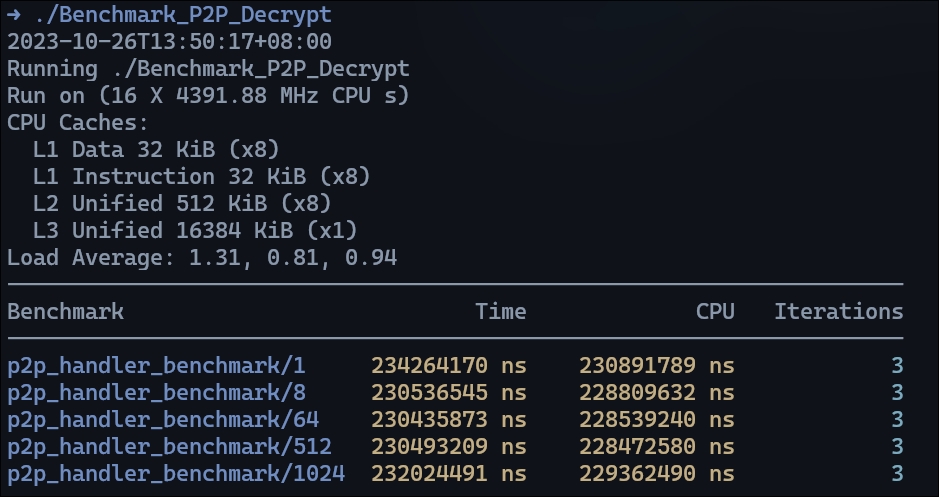 → ./Benchmark_P2P_Decrypt
2023-10-26T13:50:17+08:00
Running ./Benchmark_P2P_Decrypt
Run on (16 X 4391.88 MHz CPU s)
CPU Caches:
  L1 Data 32 KiB (x8)
  L1 Instruction 32 KiB (x8)
  L2 Unified 512 KiB (x8)
  L3 Unified 16384 KiB (x1)
Load Average: 1.31, 0.81, 0.94
Benchmark                   Time             CPU   Iterations
p2p_handler_benchmark/1     234264170 ns    230891789 ns            3
p2p_handler_benchmark/8     230536545 ns    228809632 ns            3
p2p_handler_benchmark/64    230435873 ns    228539240 ns            3
p2p_handler_benchmark/512   230493209 ns    228472580 ns            3
p2p_handler_benchmark/1024  232024491 ns    229362490 ns            3